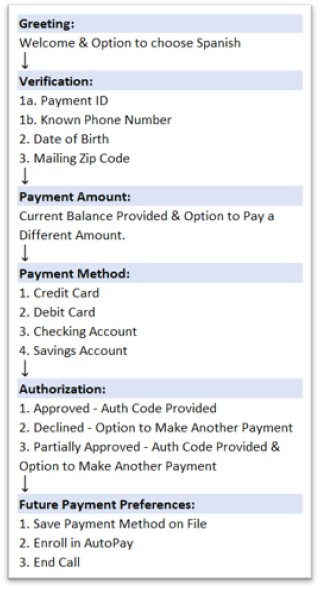 Greeting:
Welcome & Option to choose Spanish
Verification:
1a. Payment ID
1b. Known Phone Number
2. Date of Birth
3. Mailing Zip Code
Payment Amount:
Current Balance Provided & Option to Pay a
Different Amount.
Payment Method:
1. Credit Card
2. Debit Card
3. Checking Account
4. Savings Account
Authorization:
1. Approved - Auth Code Provided
2. Declined - Option to Make Another Payment
3. Partially Approved - Auth Code Provided &
Option to Make Another Payment
Future Payment Preferences:
1. Save Payment Method on File
2. Enroll in AutoPay
3. End Call